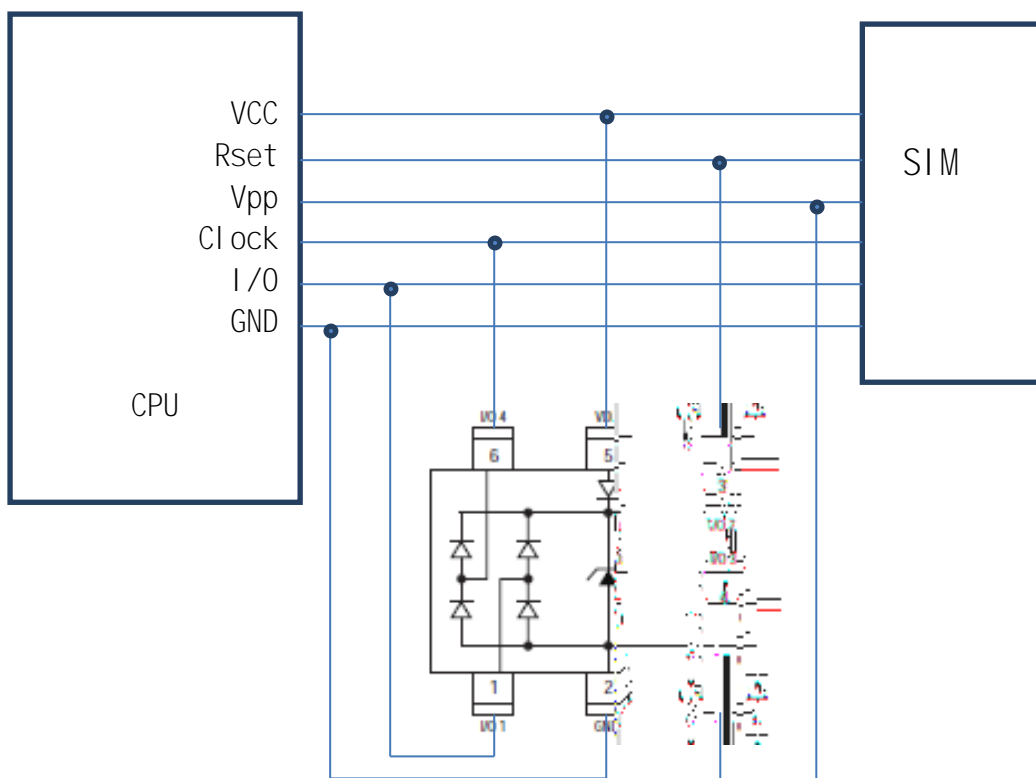 VCC
Rset
SIM
Vpp
Clock
I/O
GND
CPU
I/O 4
6
5
1
2
I/O 1